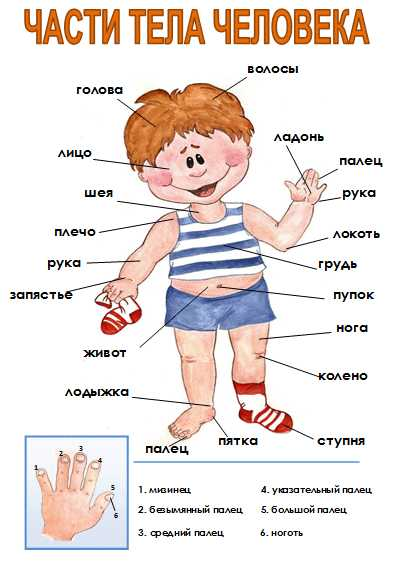 ЧАСТИ ТЕЛА ЧЕЛОВЕКА
волосы
голова
ладонь
лицо
палец
шея
рука
плечо
локоть
рука
грудь
запястье
пупок
нога
живот
колено
лодыжка
палец
пятка
ступня
1
2
3
4
5
6
1. мизинец
4. указательный палец
2. безымянный палец
5. большой палец
3. средний палец
6. ноготь